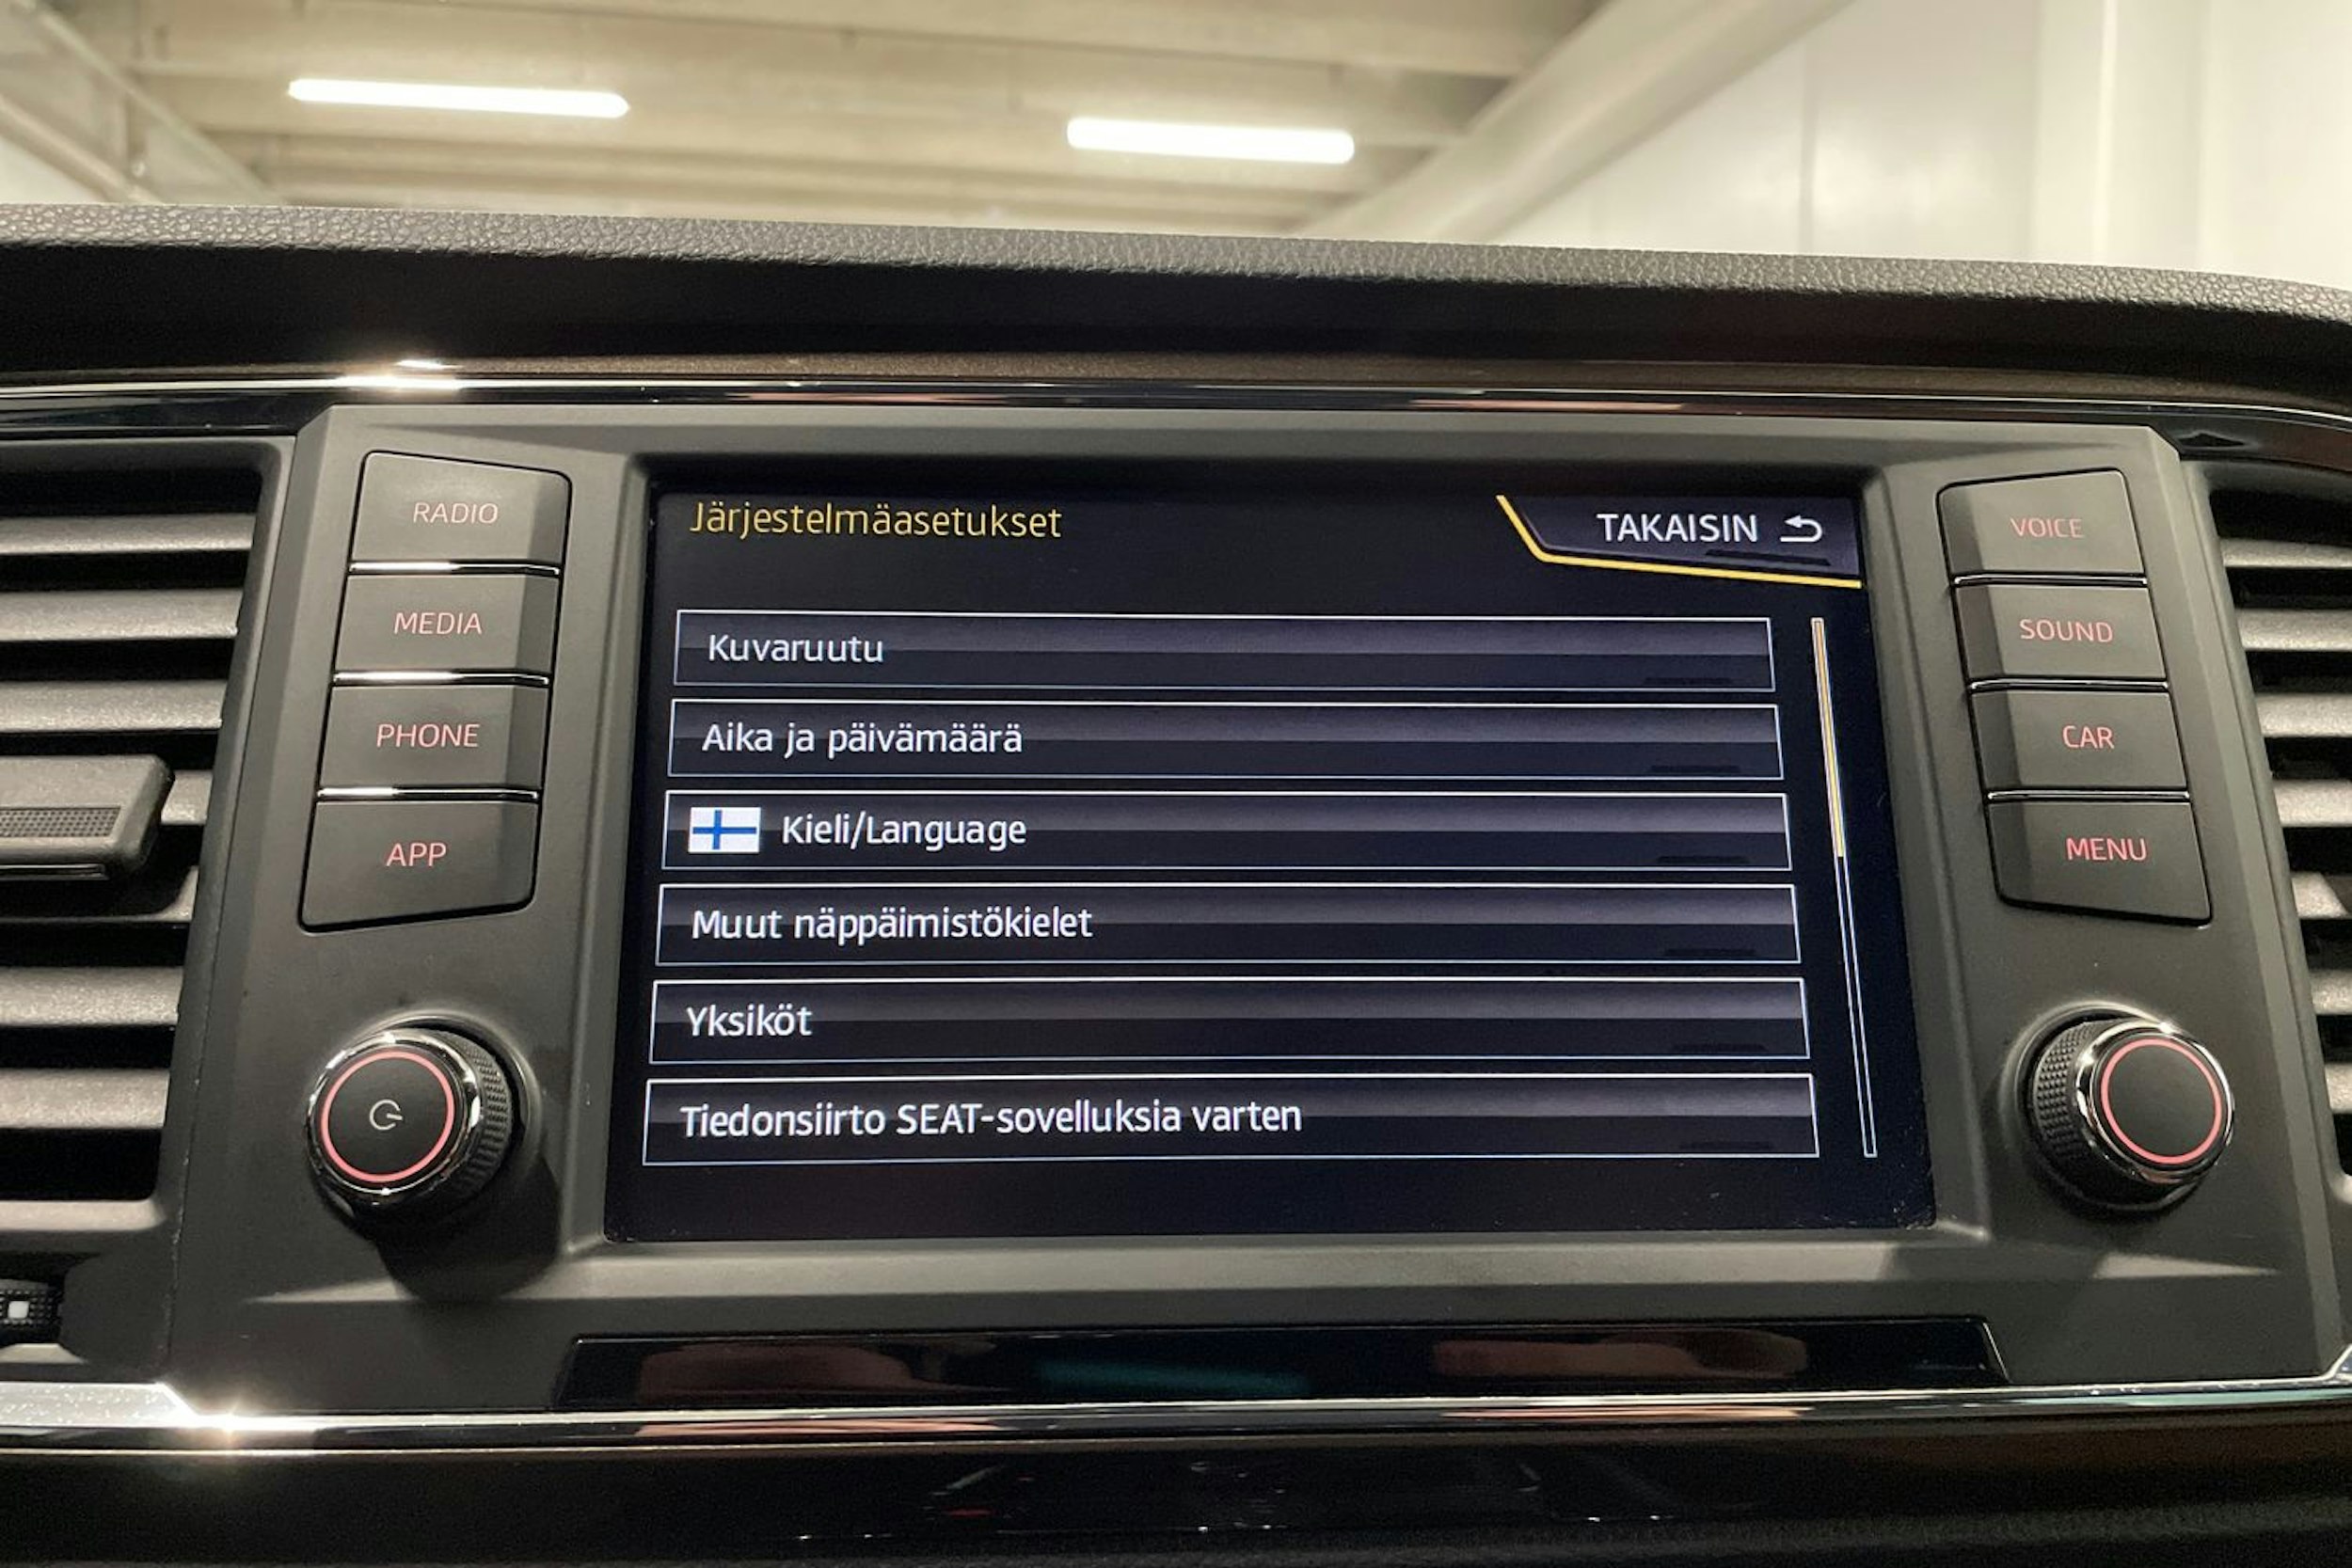 RADIO
MEDIA
PHONE
APP
Järjestelmäasetukset
TAKAISIN
Kuvaruutu
Aika ja päivämäärä
Kieli/Language
Muut näppäimistökielet
Yksiköt
Tiedonsiirto SEAT-sovelluksia varten
VOICE
SOUND
CAR
MENU